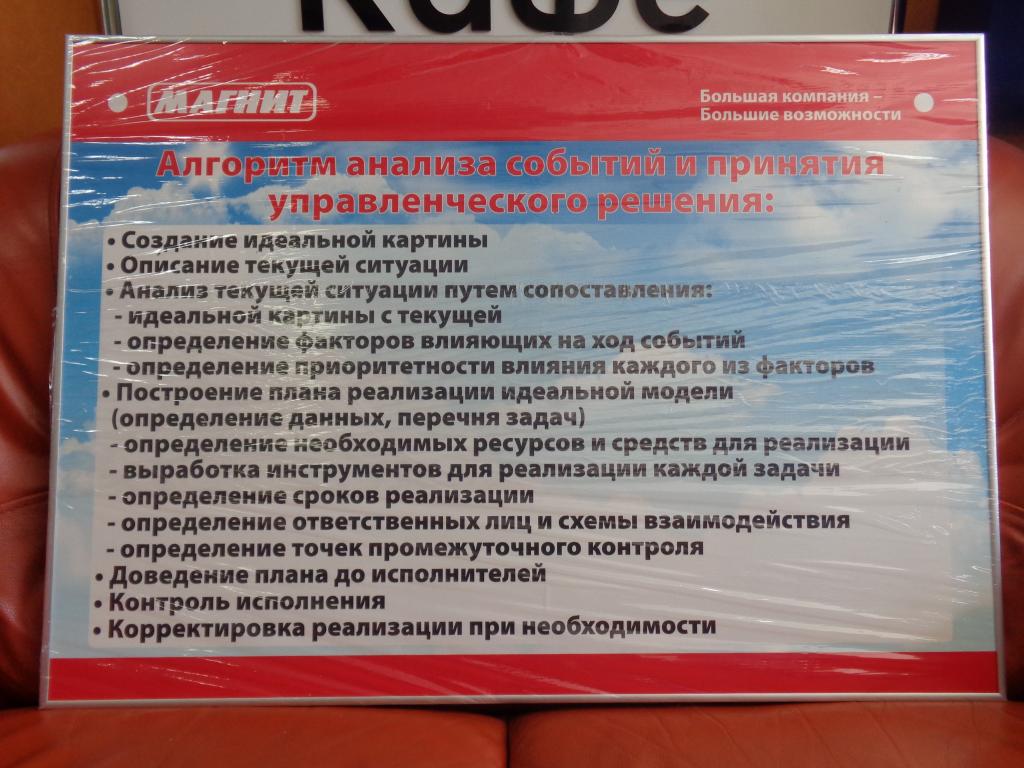 Кафе
МАГНИТ
Большая компания –
Большие возможности
Алгоритм анализа событий и принятия
управленческого решения:
• Создание идеальной картины
• Описание текущей ситуации
• Анализ текущей ситуации путем сопоставления:
- идеальной картины с текущей
- определение факторов влияющих на ход событий
- определение приоритетности влияния каждого из факторов
• Построение плана реализации идеальной модели
(определение данных, перечня задач)
- определение необходимых ресурсов и средств для реализации
- выработка инструментов для реализации каждой задачи
- определение сроков реализации
- определение ответственных лиц и схемы взаимодействия
- определение точек промежуточного контроля
• Доведение плана до исполнителей
• Контроль исполнения
• Корректировка реализации при необходимости